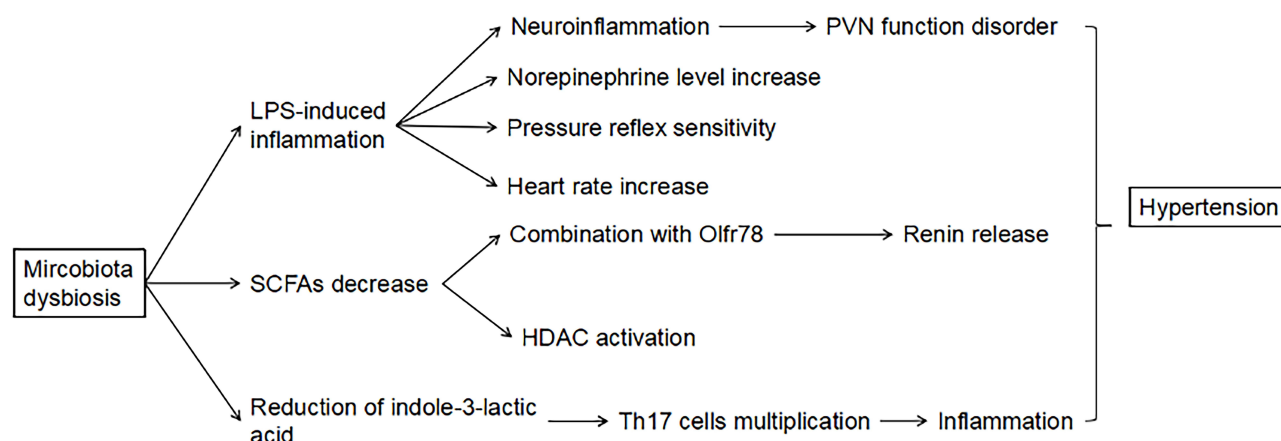 Neuroinflammation
PVN function disorder
Norepinephrine level increase
LPS-induced
inflammation
Pressure reflex sensitivity
Heart rate increase
Hypertension
Combination with Olfr78
Renin release
Mircobiota
dysbiosis
SCFAs decrease
HDAC activation
Reduction of indole-3-lactic
acid
Th17 cells multiplication
Inflammation